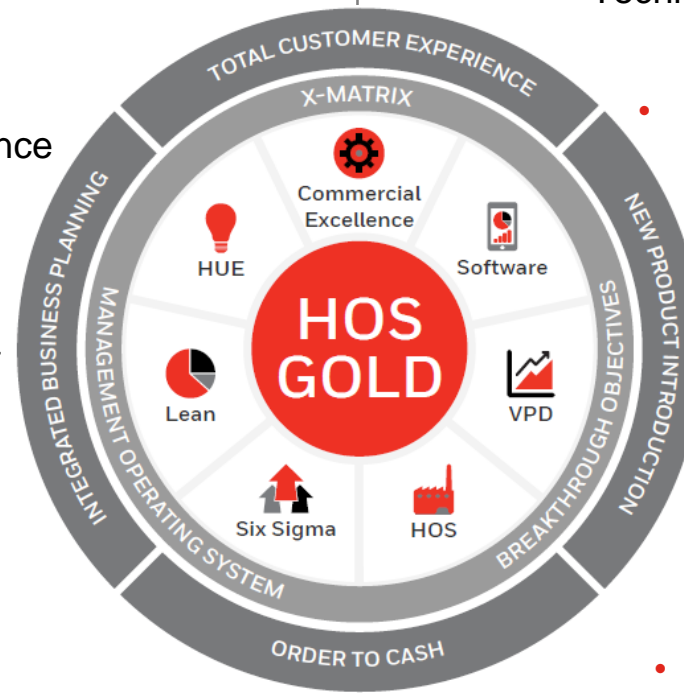 TOTAL CUSTOMER EXPERIENCE
X-MATRIX
nce
Commercial
Excellence
HUE
Software
INTEGRATED BUSINESS PLANNING
MANAGEMENT OPERATING SYSTEM
HOS
GOLD
BREAKTHROUGH OBJECTIVES
NEW PRODUCT INTRODUCTION
Lean
VPD
Six Sigma
HOS
ORDER TO CASH